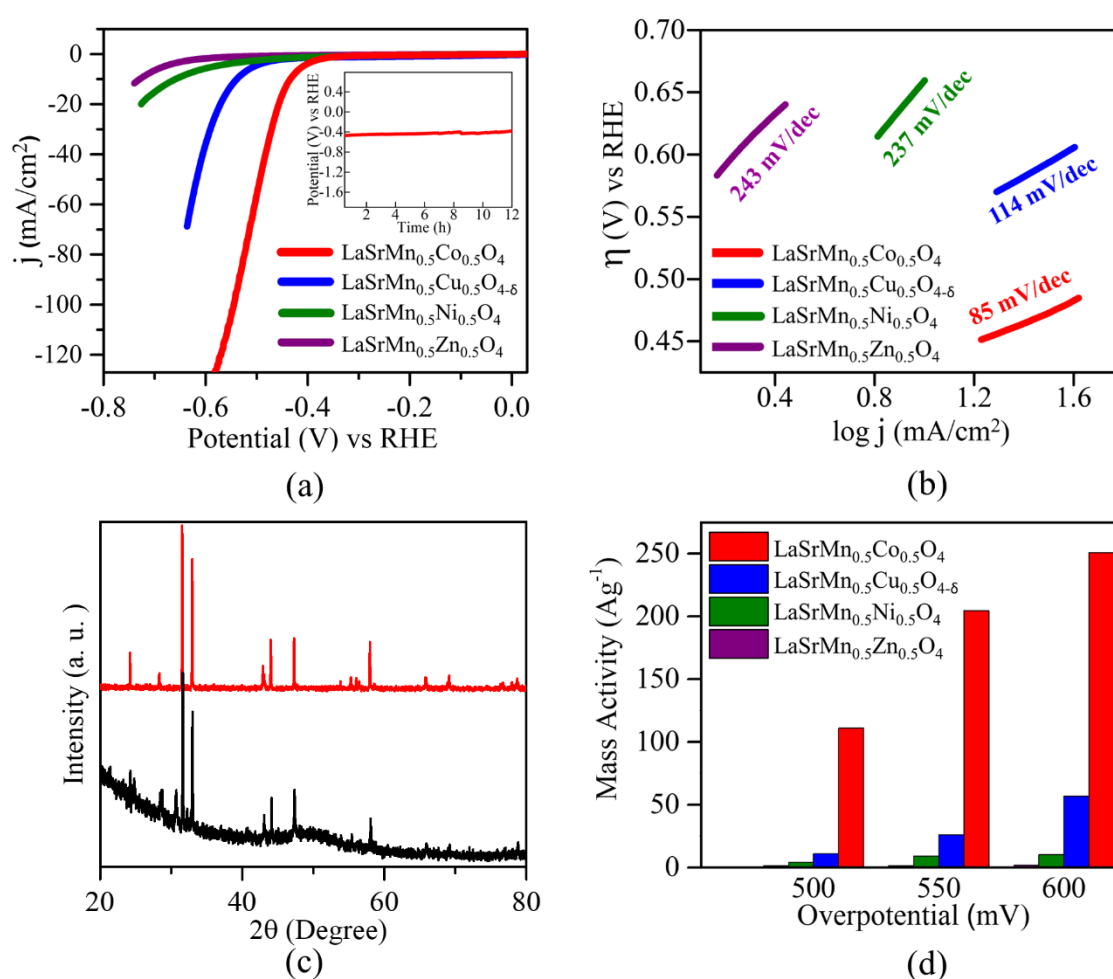 0
-20
-40
-60
-80
-100
-120
j (mA/cm²)
-0.8 -0.6 -0.4 -0.2 0.0
Potential (V) vs RHE
Potential (V) vs RHE
0.8
0.4
0.0
-0.4
-0.8
-1.2
-1.6
2 4 6 8 10 12
Time (h)
LaSrMn₀.₅Co₀.₅O₄
LaSrMn₀.₅Cu₀.₅O₄₋δ
LaSrMn₀.₅Ni₀.₅O₄
LaSrMn₀.₅Zn₀.₅O₄
(a)
0.70
0.65
0.60
0.55
0.50
0.45
η (V) vs RHE
243 mV/dec
237 mV/dec
114 mV/dec
85 mV/dec
LaSrMn₀.₅Co₀.₅O₄
LaSrMn₀.₅Cu₀.₅O₄₋δ
LaSrMn₀.₅Ni₀.₅O₄
LaSrMn₀.₅Zn₀.₅O₄
0.4 0.8 1.2 1.6
log j (mA/cm²)
(b)
Intensity (a. u. )
20 40 60 80
2θ (Degree)
(c)
250
200
150
100
50
0
Mass Activity (Ag⁻¹)
LaSrMn₀.₅Co₀.₅O₄
LaSrMn₀.₅Cu₀.₅O₄₋δ
LaSrMn₀.₅Ni₀.₅O₄
LaSrMn₀.₅Zn₀.₅O₄
500 550 600
Overpotential (mV)
(d)